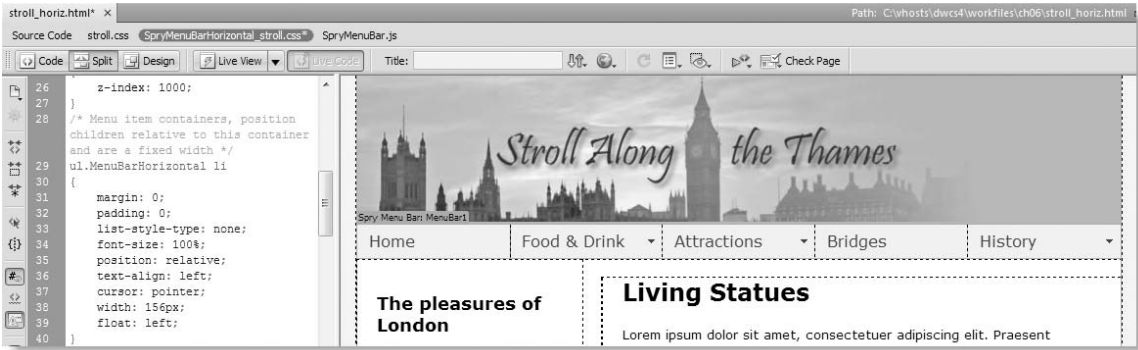 stroll_horiz.html* ×
Path: C:\vhosts\dwcs4\workfiles\ch06\stroll_horiz.html
Source Code stroll.css SpryMenuBarHorizontal_stroll.css* SpryMenuBar.js
Code Split Design Live View Live Code Title: Check Page
26 z-index: 1000;
27 }
28 /* Menu item containers, position
children relative to this container
and are a fixed width */
29 ul.MenuBarHorizontal li
30 {
31 margin: 0;
32 padding: 0;
33 list-style-type: none;
34 font-size: 100%;
35 position: relative;
36 text-align: left;
37 cursor: pointer;
38 width: 156px;
39 float: left;
40 }
Stroll Along the Thames
Spry Menu Bar: MenuBar1
Home Food & Drink Attractions Bridges History
The pleasures of
London
Living Statues
Lorem ipsum dolor sit amet, consectetuer adipiscing elit. Praesent